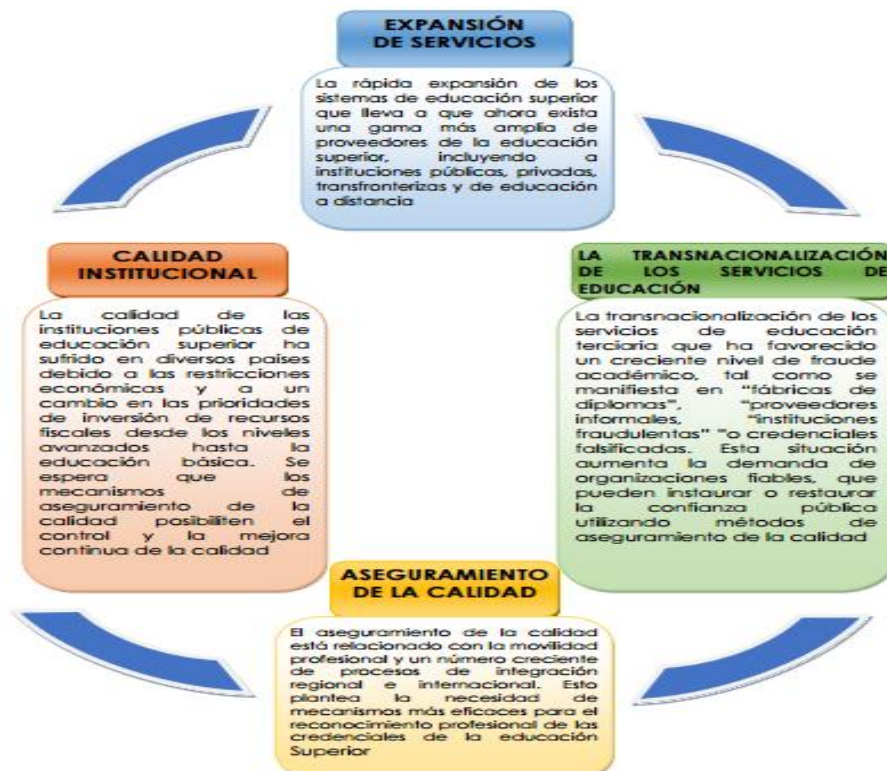 EXPANSIÓN
DE SERVICIOS
La rápida expansión de los
sistemas de educación superior
que lleva a que ahora exista
una gama más amplia de
proveedores de la educación
superior, incluyendo a
instituciones públicas, privadas,
transfronterizas y de educación
a distancia
CALIDAD
INSTITUCIONAL
La calidad de las
instituciones públicas de
educación superior ha
sufrido en diversos países
debido a las restricciones
económicas y a un
cambio en las prioridades
de inversión de recursos
fiscales desde los niveles
avanzados hasta la
educación básica. Se
espera que los
mecanismos de
aseguramiento de la
calidad posibiliten el
control y la mejora
continua de la calidad
LA TRANSNACIONALIZACIÓN
DE LOS SERVICIOS DE
EDUCACIÓN
La transnacionalización de los
servicios de educación
terciaria que ha favorecido
un creciente nivel de fraude
académico, tal como se
manifiesta en "fábricas de
diplomas", "proveedores
informales, "instituciones
fraudulentas" "o credenciales
falsificadas. Esta situación
aumenta la demanda de
organizaciones fiables, que
pueden instaurar o restaurar
la confianza pública
utilizando métodos de
aseguramiento de la calidad
ASEGURAMIENTO
DE LA CALIDAD
El aseguramiento de la calidad
está relacionado con la movilidad
profesional y un número creciente
de procesos de integración
regional e internacional. Esto
plantea la necesidad de
mecanismos más eficaces para el
reconocimiento profesional de las
credenciales de la educación
Superior